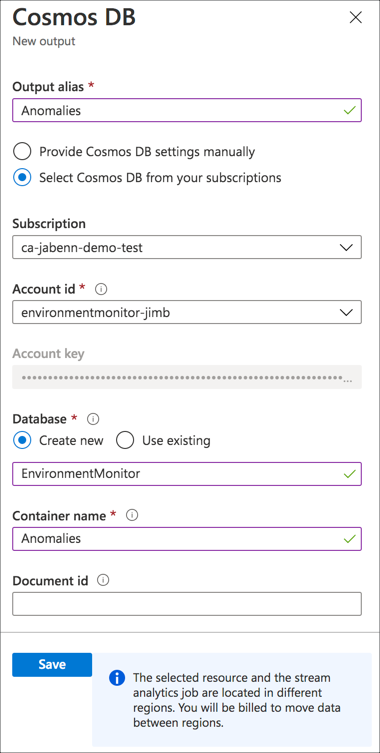 Cosmos DB
New output
Output alias *
Anomalies
Provide Cosmos DB settings manually
Select Cosmos DB from your subscriptions
Subscription
ca-jabenn-demo-test
Account id *
environmentmonitor-jimb
Account key
Database *
Create new Use existing
EnvironmentMonitor
Container name *
Anomalies
Document id
Save
The selected resource and the stream
analytics job are located in different
regions. You will be billed to move data
between regions.